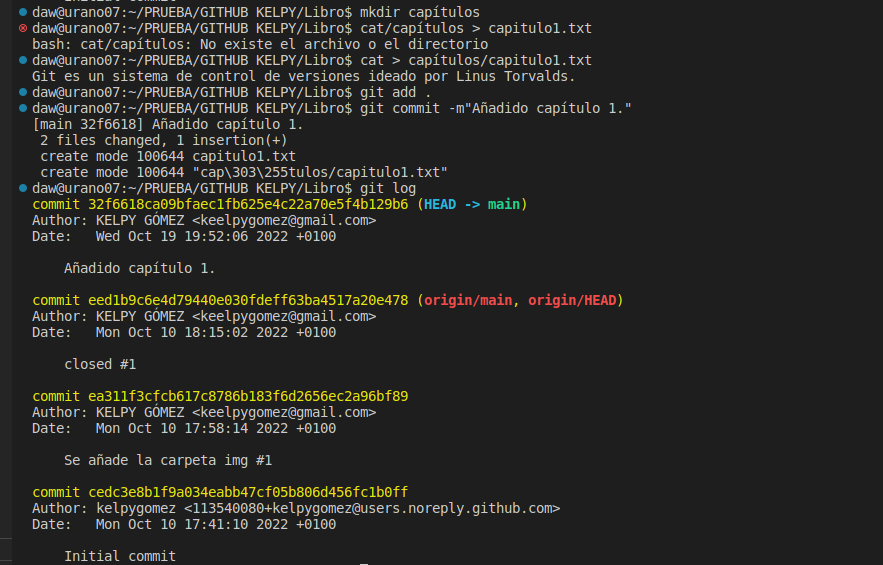 daw@urano07:~/PRUEBA/GITHUB KELPY/Libro$ mkdir capítulos
daw@urano07:~/PRUEBA/GITHUB KELPY/Libro$ cat/capítulos > capitulo1.txt
bash: cat/capítulos: No existe el archivo o el directorio
daw@urano07:~/PRUEBA/GITHUB KELPY/Libro$ cat > capítulos/capitulo1.txt
Git es un sistema de control de versiones ideado por Linus Torvalds.
daw@urano07:~/PRUEBA/GITHUB KELPY/Libro$ git add .
daw@urano07:~/PRUEBA/GITHUB KELPY/Libro$ git commit -m"Añadido capítulo 1."
[main 32f6618] Añadido capítulo 1.
 2 files changed, 1 insertion(+)
 create mode 100644 capitulo1.txt
 create mode 100644 "cap\303\255tulos/capitulo1.txt"
daw@urano07:~/PRUEBA/GITHUB KELPY/Libro$ git log
commit 32f6618ca09bfaec1fb625e4c22a70e5f4b129b6 (HEAD -> main)
Author: KELPY GÓMEZ <keelpygomez@gmail.com>
Date:   Wed Oct 19 19:52:06 2022 +0100
    Añadido capítulo 1.
commit eed1b9c6e4d79440e030fdeff63ba4517a20e478 (origin/main, origin/HEAD)
Author: KELPY GÓMEZ <keelpygomez@gmail.com>
Date:   Mon Oct 10 18:15:02 2022 +0100
    closed #1
commit ea311f3cfcb617c8786b183f6d2656ec2a96bf89
Author: KELPY GÓMEZ <keelpygomez@gmail.com>
Date:   Mon Oct 10 17:58:14 2022 +0100
    Se añade la carpeta img #1
commit cedc3e8b1f9a034eabb47cf05b806d456fc1b0ff
Author: kelpygomez <113540080+kelpygomez@users.noreply.github.com>
Date:   Mon Oct 10 17:41:10 2022 +0100
    Initial commit